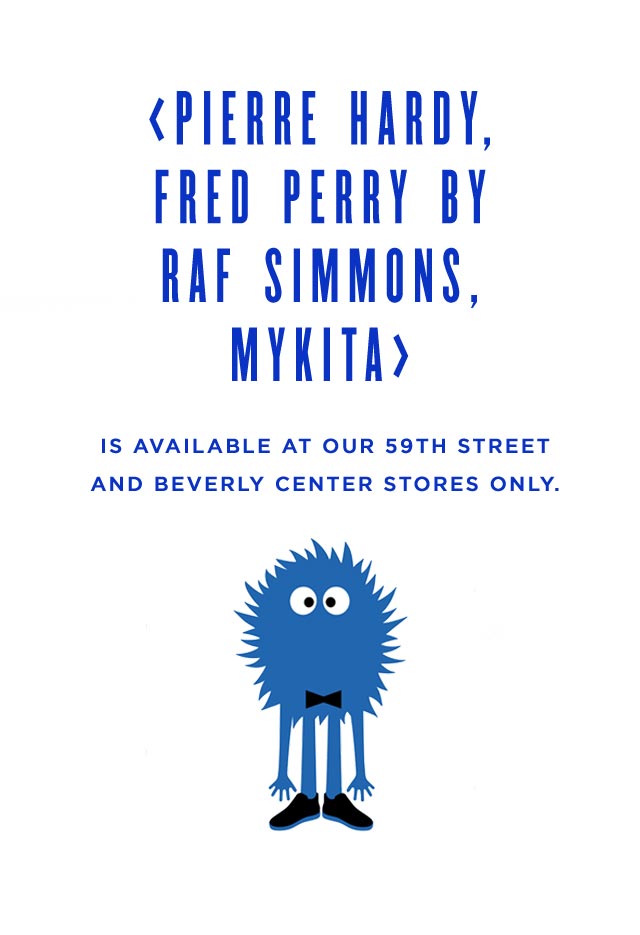 <PIERRE HARDY,
FRED PERRY BY
RAF SIMMONS,
MYKITA>
IS AVAILABLE AT OUR 59TH STREET
AND BEVERLY CENTER STORES ONLY.